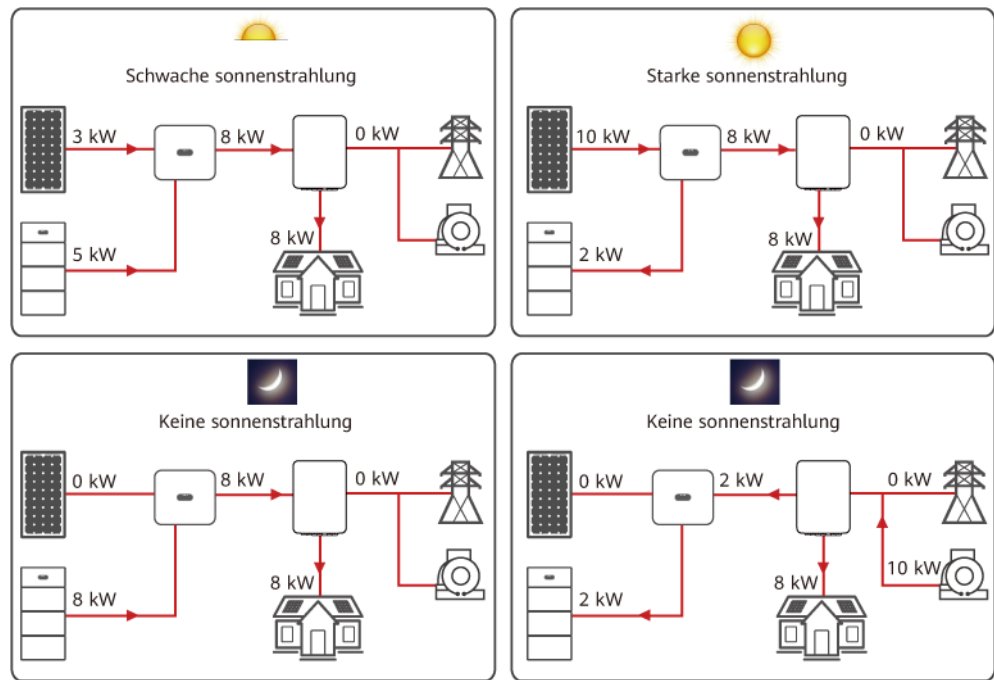 Schwache sonnenstrahlung
3 kW
8 kW
0 kW
5 kW
8 kW
Starke sonnenstrahlung
10 kW
8 kW
0 kW
2 kW
8 kW
Keine sonnenstrahlung
0 kW
8 kW
0 kW
8 kW
8 kW
Keine sonnenstrahlung
0 kW
2 kW
0 kW
10 kW
2 kW
8 kW